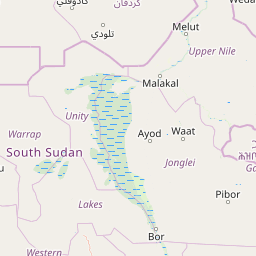 كردفان
كادوقلي
تلودي
Melut
Upper Nile
Malakal
Unity
Warrap
Ayod
Waat
South Sudan
Jonglei
Pibor
Lakes
Bor
Western